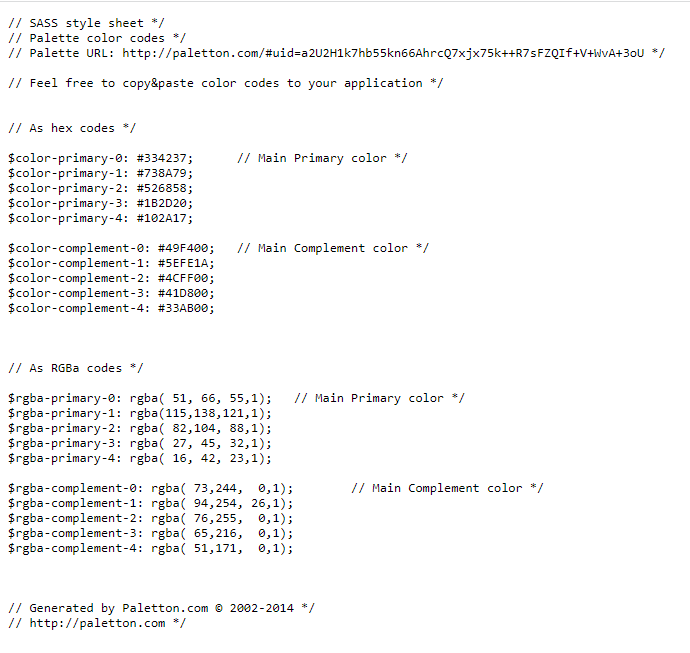 // SASS style sheet */
// Palette color codes */
// Palette URL: http://paletton.com/#uid=a2U2H1k7hb55kn66AhrcQ7xjx75k++R7sFZQIf+V+WvA+3oU */
// Feel free to copy&paste color codes to your application */
// As hex codes */
$color-primary-0: #334237;	// Main Primary color */
$color-primary-1: #738A79;
$color-primary-2: #526858;
$color-primary-3: #1B2D20;
$color-primary-4: #102A17;
$color-complement-0: #49F400;	// Main Complement color */
$color-complement-1: #5EFE1A;
$color-complement-2: #4CFF00;
$color-complement-3: #41D800;
$color-complement-4: #33AB00;
// As RGBa codes */
$rgba-primary-0: rgba( 51, 66, 55,1);	// Main Primary color */
$rgba-primary-1: rgba(115,138,121,1);
$rgba-primary-2: rgba( 82,104, 88,1);
$rgba-primary-3: rgba( 27, 45, 32,1);
$rgba-primary-4: rgba( 16, 42, 23,1);
$rgba-complement-0: rgba( 73,244,  0,1);	// Main Complement color */
$rgba-complement-1: rgba( 94,254, 26,1);
$rgba-complement-2: rgba( 76,255,  0,1);
$rgba-complement-3: rgba( 65,216,  0,1);
$rgba-complement-4: rgba( 51,171,  0,1);
// Generated by Paletton.com © 2002-2014 */
// http://paletton.com */